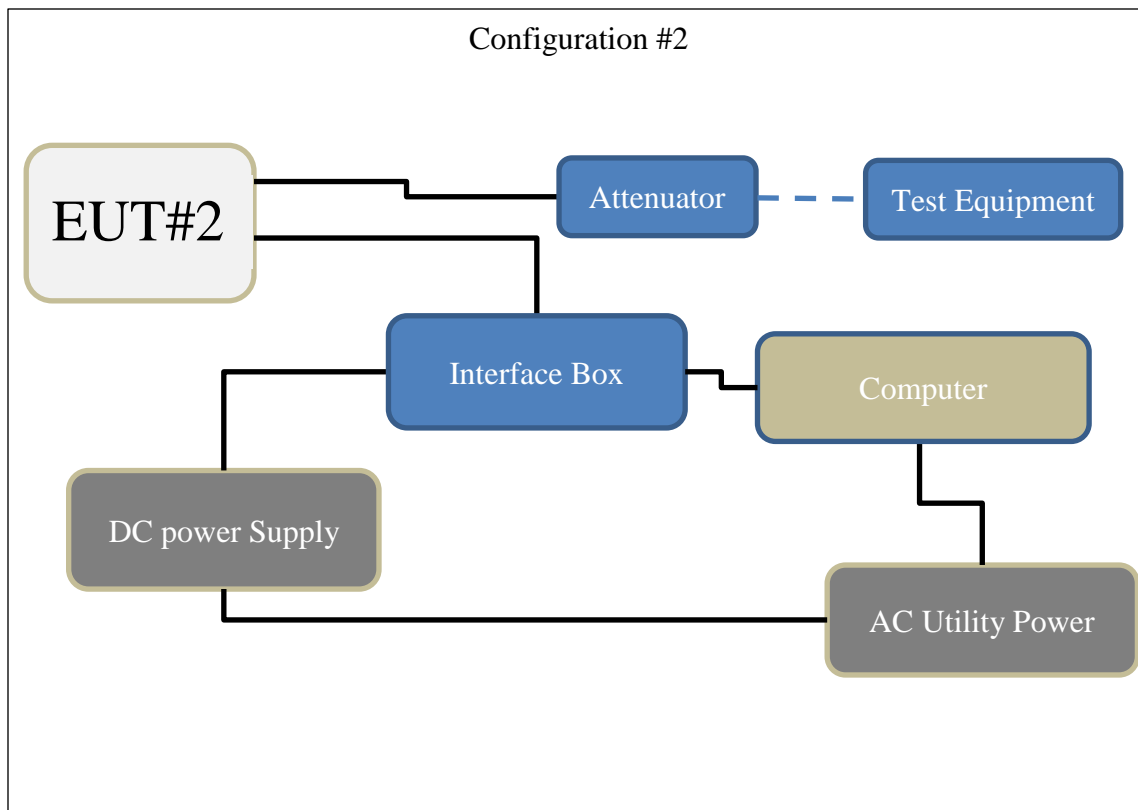 Configuration #2
EUT#2
Attenuator
Test Equipment
Interface Box
Computer
DC power Supply
AC Utility Power